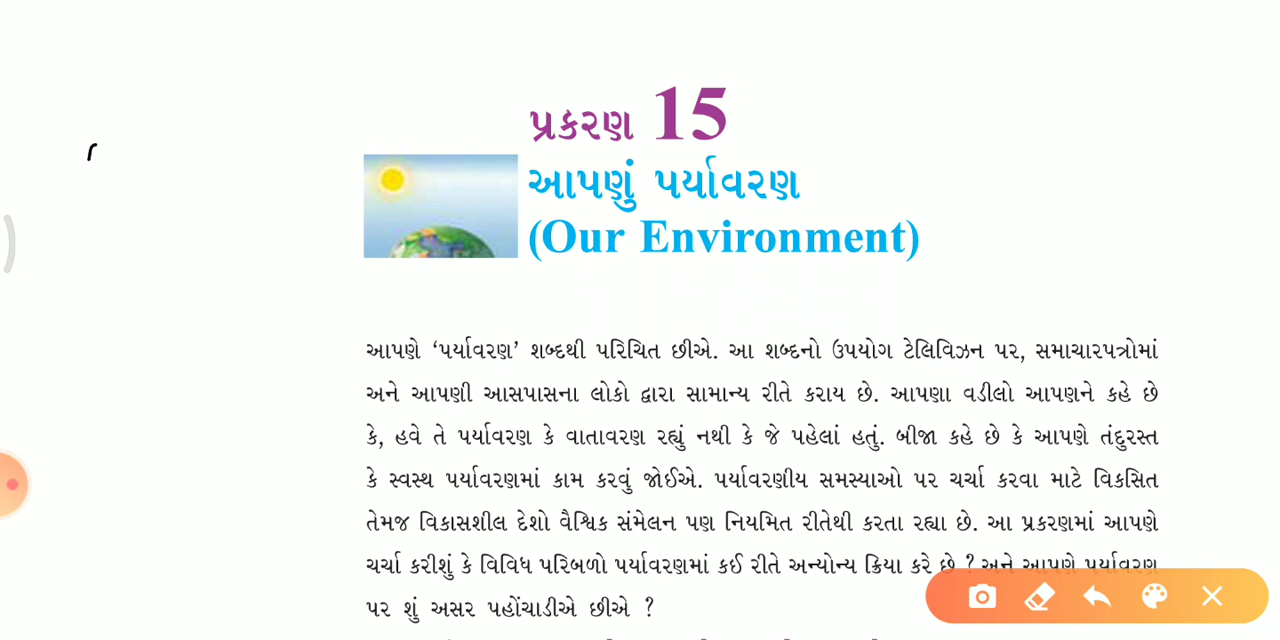 પ્રકરણ 15
આપણું પર્યાવરણ
(Our Environment)
આપણે ‘પર્યાવરણ’ શબ્દથી પરિચિત છીએ. આ શબ્દનો ઉપયોગ ટેલિવિઝન પર, સમાચારપત્રોમાં
અને આપણી આસપાસના લોકો દ્વારા સામાન્ય રીતે કરાય છે. આપણા વડીલો આપણને કહે છે
કે, હવે તે પર્યાવરણ કે વાતાવરણ રહ્યું નથી કે જે પહેલાં હતું. બીજા કહે છે કે આપણે તંદુરસ્ત
કે સ્વસ્થ પર્યાવરણમાં કામ કરવું જોઈએ. પર્યાવરણીય સમસ્યાઓ પર ચર્ચા કરવા માટે વિકસિત
તેમજ વિકાસશીલ દેશો વૈશ્વિક સંમેલન પણ નિયમિત રીતેથી કરતા રહ્યા છે. આ પ્રકરણમાં આપણે
ચર્ચા કરીશું કે વિવિધ પરિબળો પર્યાવરણમાં કઈ રીતે અન્યોન્ય ક્રિયા કરે છે ? અને આપણે પર્યાવરણ
પર શું અસર પહોંચાડીએ છીએ ?